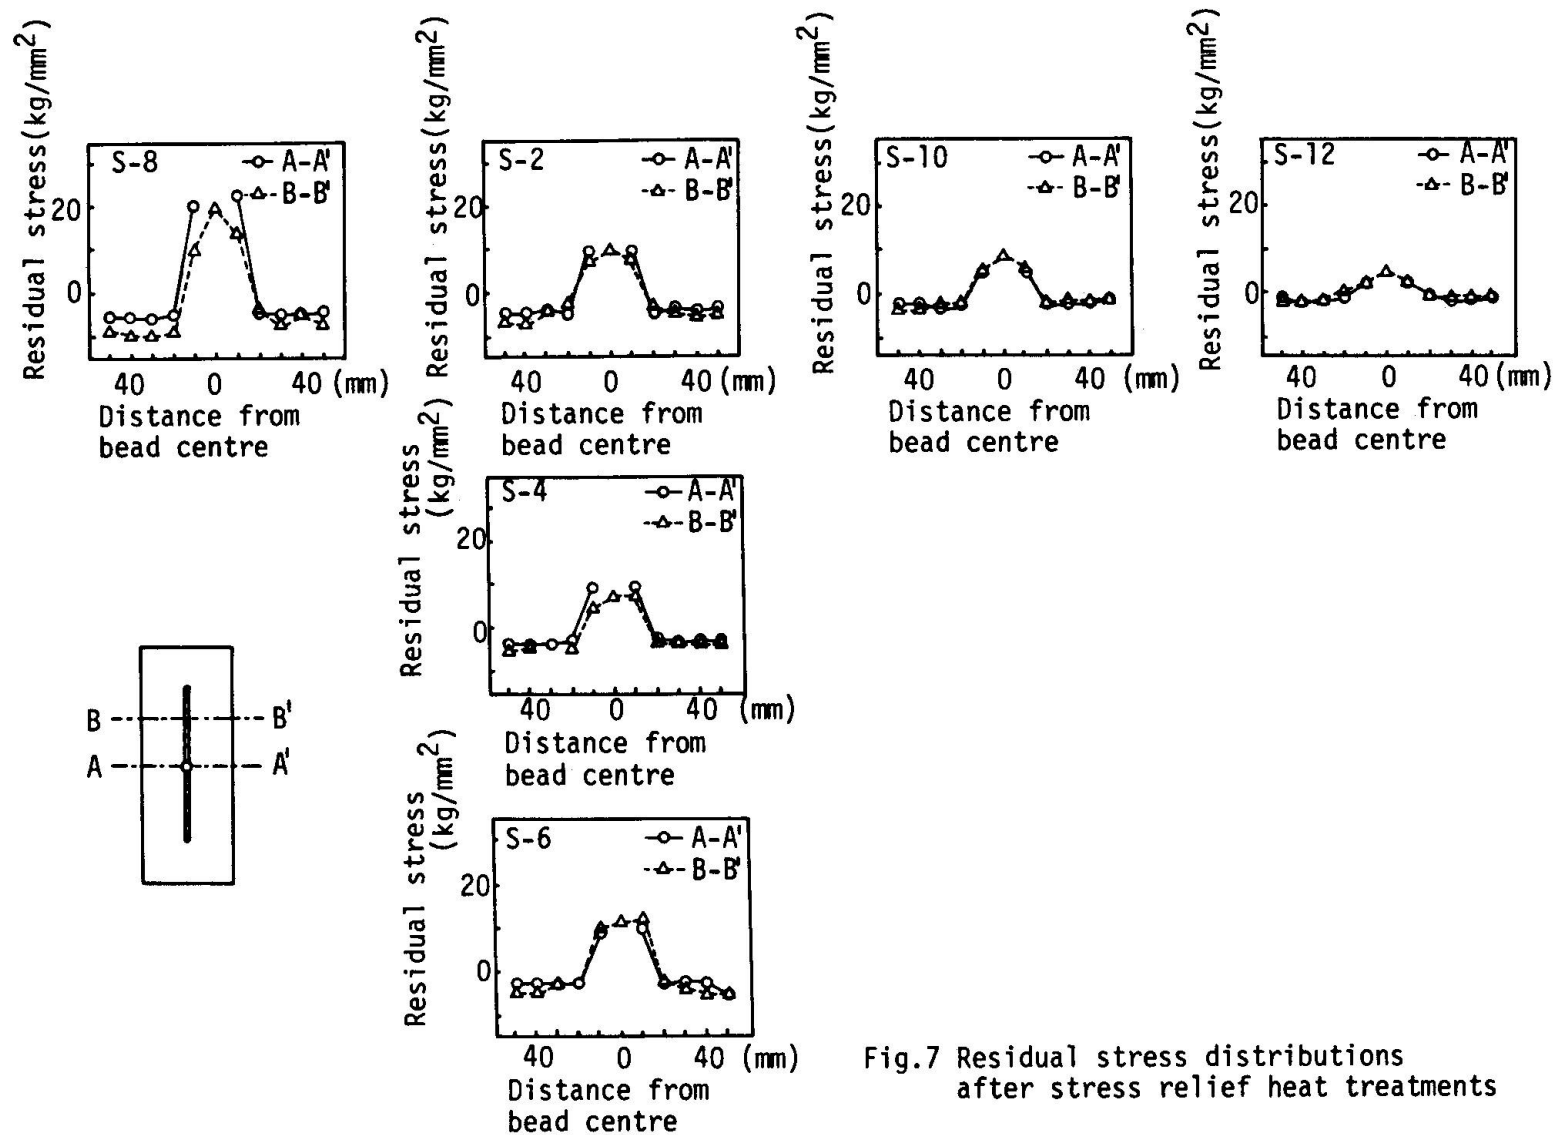 Residual stress(kg/mm²)
S-8
A-A'
B-B'
20
0
40 0 40 (mm)
Distance from
bead centre
Residual stress(kg/mm²)
S-2
A-A'
B-B'
20
0
40 0 40 (mm)
Distance from
bead centre
Residual stress(kg/mm²)
S-10
A-A'
B-B'
20
0
40 0 40 (mm)
Distance from
bead centre
Residual stress(kg/mm²)
S-12
A-A'
B-B'
20
0
40 0 40 (mm)
Distance from
bead centre
Residual stress
(kg/mm²)
S-4
A-A'
B-B'
20
0
40 0 40 (mm)
Distance from
bead centre
B B'
A A'
Residual stress
(kg/mm²)
S-6
A-A'
B-B'
20
0
40 0 40 (mm)
Distance from
bead centre
Fig.7 Residual stress distributions
after stress relief heat treatments